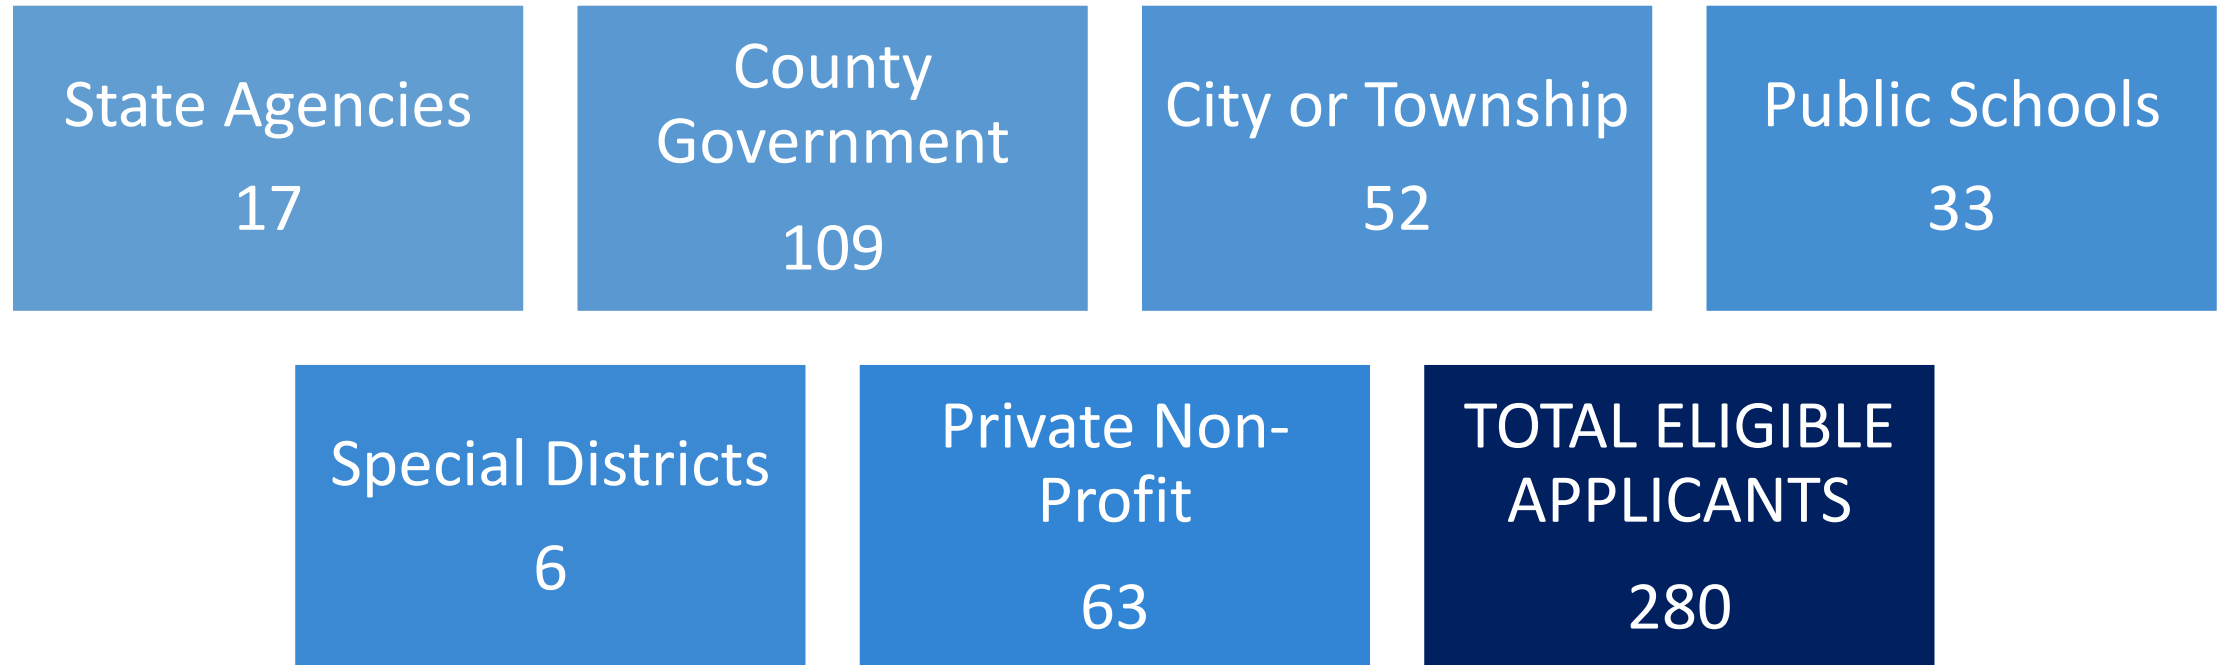 State Agencies
17
County
Government
109
City or Township
52
Public Schools
33
Special Districts
6
Private Non-
Profit
63
TOTAL ELIGIBLE
APPLICANTS
280